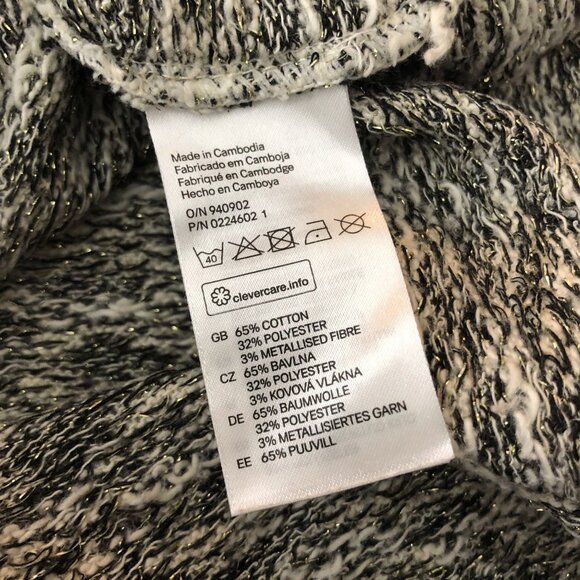 Made in Cambodia
Fabricado em Camboja
Fabriqué en Cambodge
Hecho en Camboya
O/N 940902
P/N 0224602 1
40
clevercare.info
GB 65% COTTON
32% POLYESTER
3% METALLISED FIBRE
CZ 65% BAVLNA
32% POLYESTER
3% KOVOVÁ VLÁKNA
DE 65% BAUMWOLLE
32% POLYESTER
3% METALLISIERTES GARN
EE 65% PUUVILL